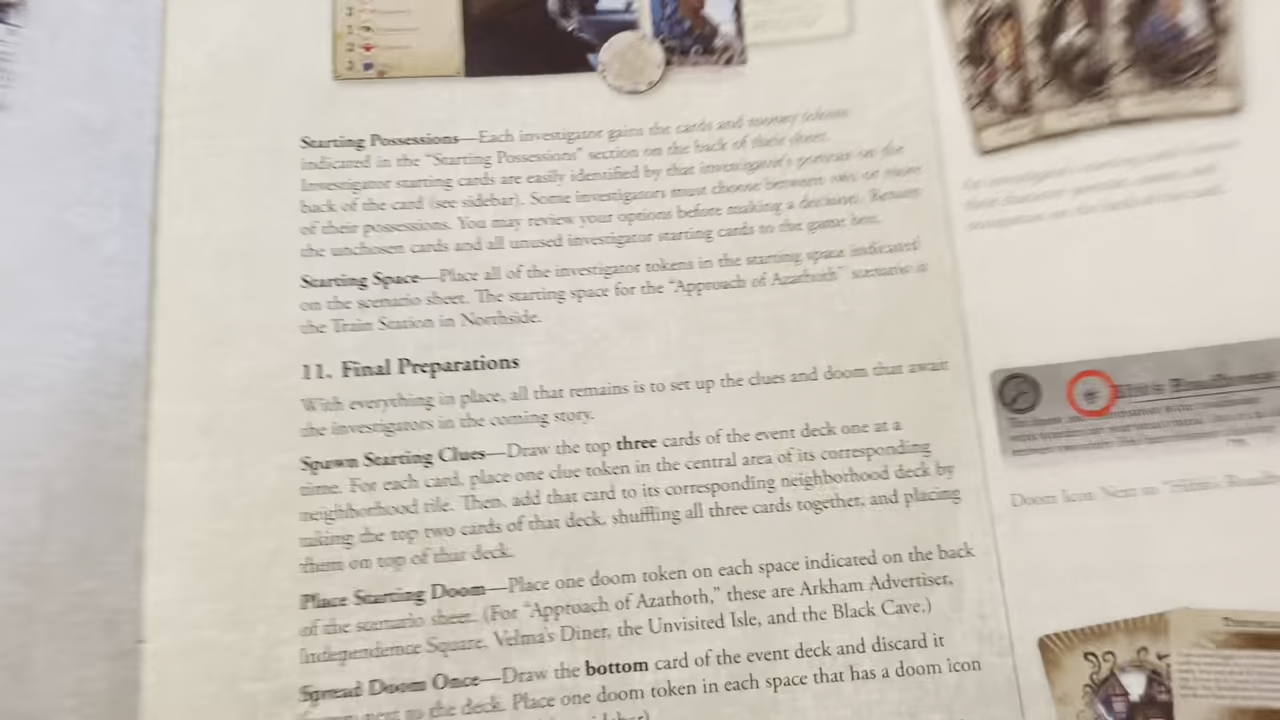 Starting Possessions—Each investigator gains the cards and money tokens
indicated in the "Starting Possessions" section on the back of their sheet.
Investigator starting cards are easily identified by that investigator's portrait on the
back of the card (see sidebar). Some investigators must choose between two or more
of their possessions. You may review your options before making a decision. Return
the unchosen cards and all unused investigator starting cards to the game box.
Starting Space—Place all of the investigator tokens in the starting space indicated
on the scenario sheet. The starting space for the "Approach of Azathoth" scenario is
the Train Station in Northside.
11. Final Preparations
With everything in place, all that remains is to set up the clues and doom that await
the investigators in the coming story.
Spawn Starting Clues—Draw the top three cards of the event deck one at a
time. For each card, place one clue token in the central area of its corresponding
neighborhood tile. Then, add that card to its corresponding neighborhood deck by
taking the top two cards of that deck, shuffling all three cards together, and placing
them on top of that deck.
Place Starting Doom—Place one doom token on each space indicated on the back
of the scenario sheet. (For "Approach of Azathoth," these are Arkham Advertiser,
Independence Square, Velma's Diner, the Unvisited Isle, and the Black Cave.)
Spread Doom Once—Draw the bottom card of the event deck and discard it
next to the deck. Place one doom token in each space that has a doom icon
Doom Icon Next to